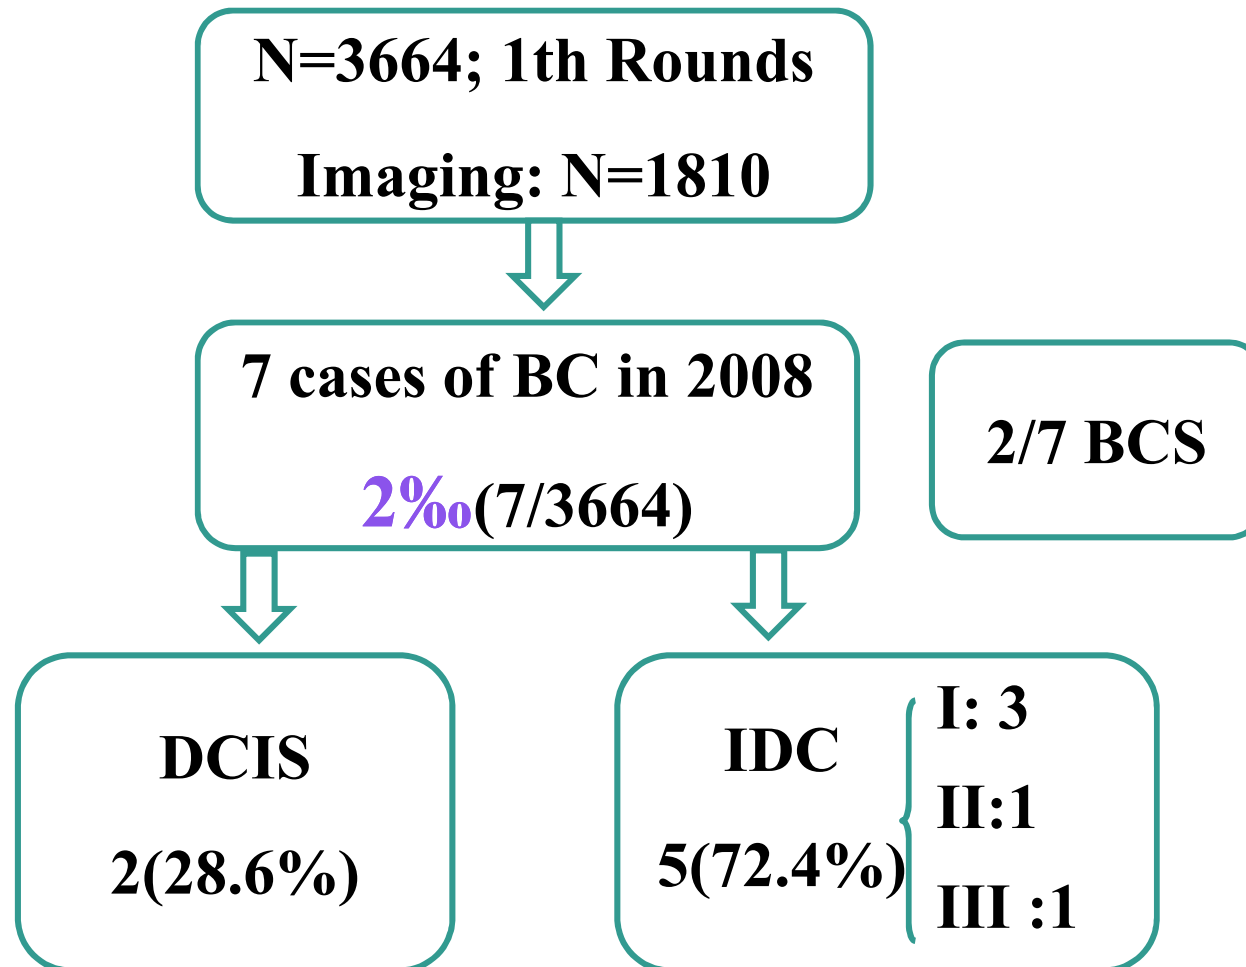 N=3664; 1th Rounds
Imaging: N=1810
7 cases of BC in 2008
2‰(7/3664)
2/7 BCS
DCIS
2(28.6%)
IDC
5(72.4%)
I: 3
II:1
III :1